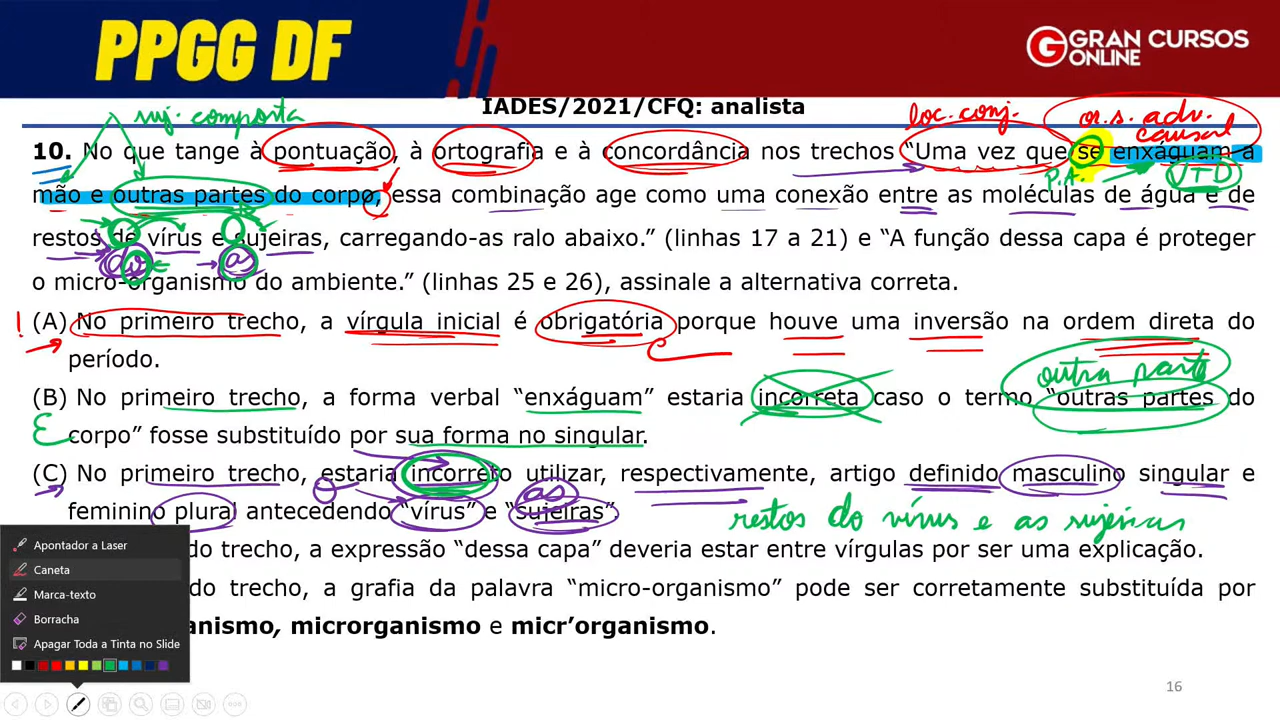 PPGG DF
GRAN CURSOS
ONLINE
IADES/2021/CFQ: analista
suj. composta
loc. conj.
or. s. adv.
causal
10. No que tange à pontuação, à ortografia e à concordância nos trechos “Uma vez que se enxáguam a
P.A.
VTD
mão e outras partes do corpo, essa combinação age como uma conexão entre as moléculas de água e de
restos de vírus e sujeiras, carregando-as ralo abaixo.” (linhas 17 a 21) e “A função dessa capa é proteger
do
as
o micro-organismo do ambiente.” (linhas 25 e 26), assinale a alternativa correta.
(A) No primeiro trecho, a vírgula inicial é obrigatória porque houve uma inversão na ordem direta do
período.
C
outra parte
(B) No primeiro trecho, a forma verbal “enxáguam” estaria incorreta caso o termo “outras partes do
E corpo” fosse substituído por sua forma no singular.
(C) No primeiro trecho, estaria incorreto utilizar, respectivamente, artigo definido masculino singular e
o
as
feminino plural antecedendo “vírus” e “sujeiras”.
restos do vírus e as sujeiras
do trecho, a expressão “dessa capa” deveria estar entre vírgulas por ser uma explicação.
do trecho, a grafia da palavra “micro-organismo” pode ser corretamente substituída por
anismo, microrganismo e micr’organismo.
Apontador a Laser
Caneta
Marca-texto
Borracha
Apagar Toda a Tinta no Slide
16